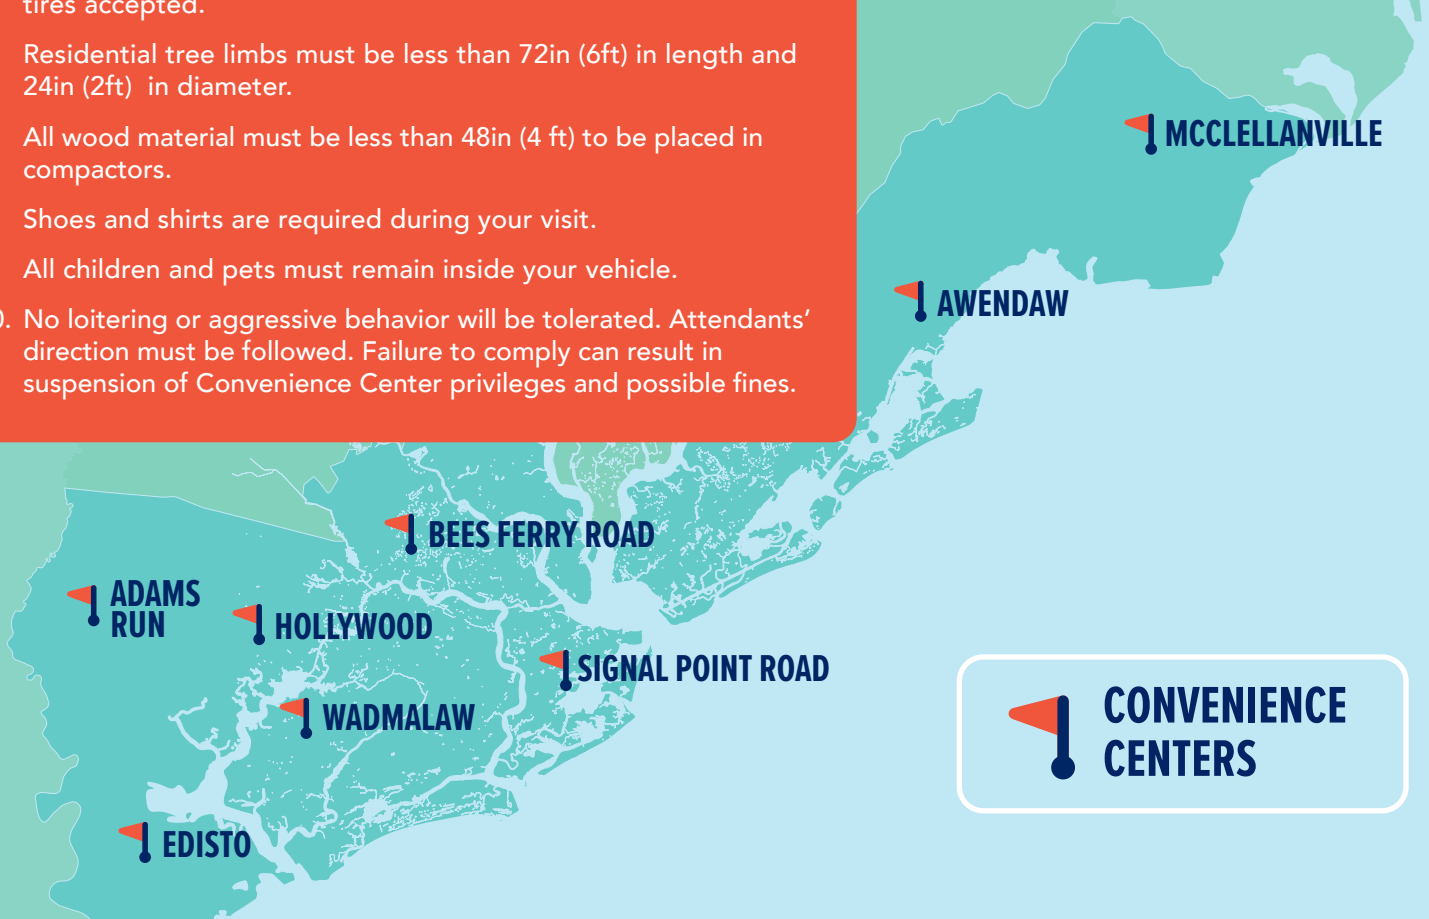 tires accepted.
Residential tree limbs must be less than 72in (6ft) in length and
24in (2ft) in diameter.
All wood material must be less than 48in (4 ft) to be placed in
compactors.
Shoes and shirts are required during your visit.
All children and pets must remain inside your vehicle.
No loitering or aggressive behavior will be tolerated. Attendants’
direction must be followed. Failure to comply can result in
suspension of Convenience Center privileges and possible fines.
MCCLELLANVILLE
AWENDAW
BEES FERRY ROAD
ADAMS
RUN
HOLLYWOOD
SIGNAL POINT ROAD
WADMALAW
EDISTO
CONVENIENCE
CENTERS